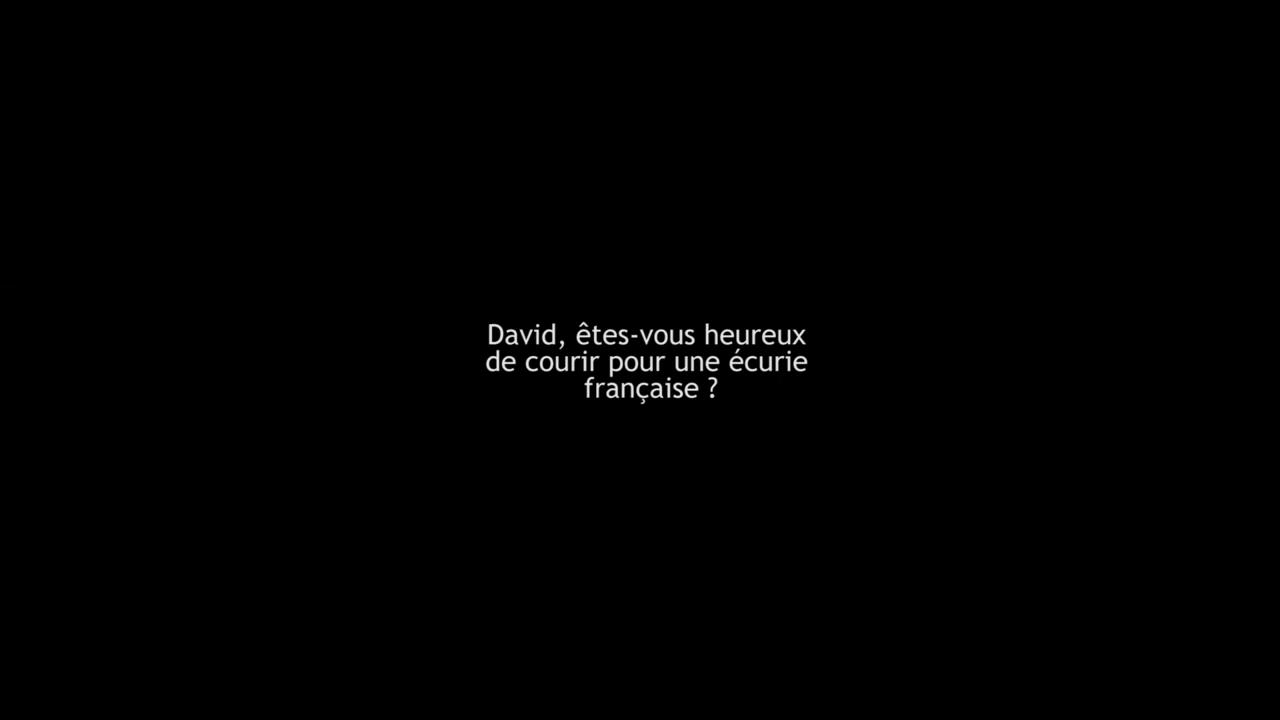 David, êtes-vous heureux
de courir pour une écurie
française ?